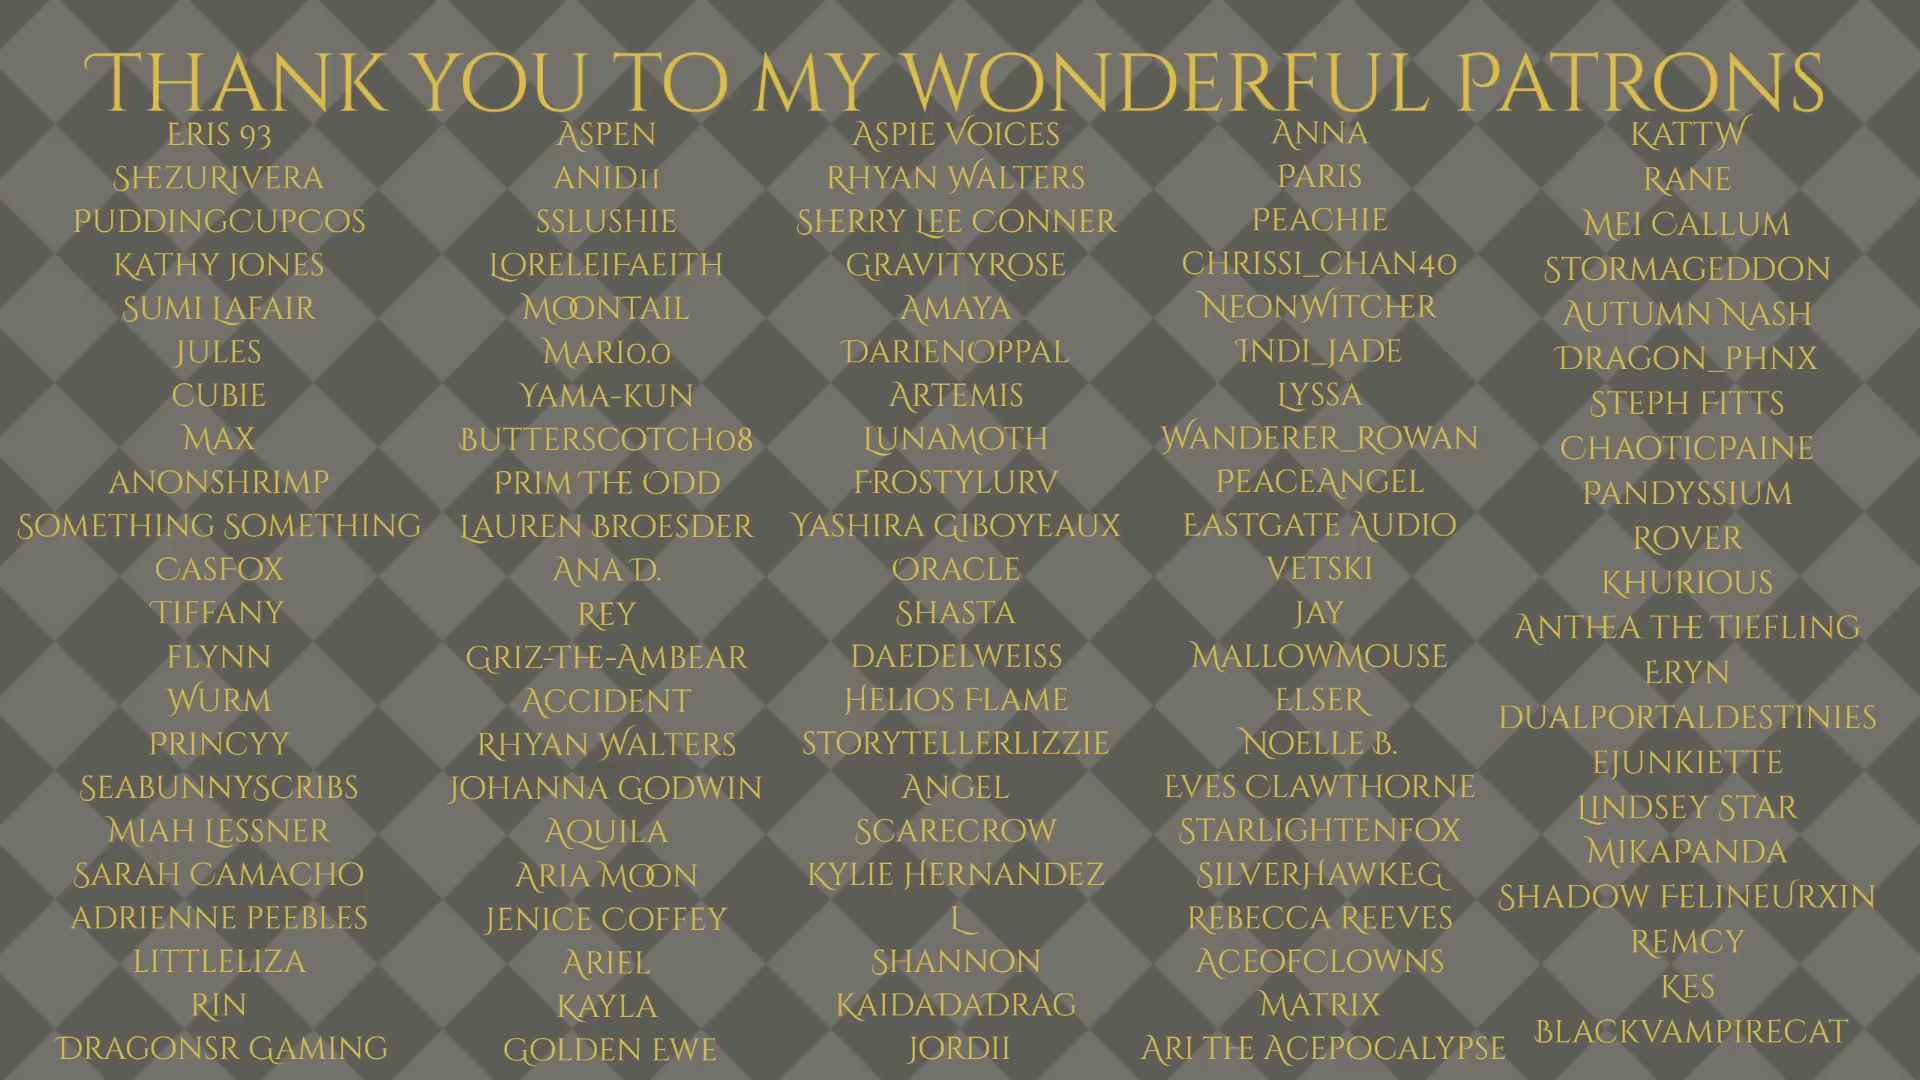 Thank you to my wonderful Patrons
Eris 93
ShezuRivera
PuddingCupCos
Kathy Jones
Sumi LaFair
Jules
cubie
Max
anonshrimp
Something Something
CasFox
Tiffany
flynn
Wurm
Princyy
SeabunnyScribs
Miah Lessner
Sarah Camacho
adrienne peebles
littleliza
Rin
Dragonsr Gaming
Aspen
anid11
sslushie
LoreleiFaeith
MoonTail
Mari0.0
Yama-kun
Butterscotch08
Prim The Odd
Lauren Broesder
Ana D.
Rey
Griz-The-Ambear
Accident
Rhyan Walters
Johanna Godwin
Aquila
Aria Moon
Jenice Coffey
Ariel
Kayla
Golden Ewe
Aspie Voices
Rhyan Walters
Sherry Lee Conner
GravityRose
Amaya
DarienOppal
Artemis
LunaMoth
Frostylurv
Yashira Giboyeaux
Oracle
Shasta
daedelweiss
Helios Flame
storytellerlizzie
Angel
Scarecrow
Kylie Hernandez
L
Shannon
KaidaDaDrag
Jordii
Anna
Paris
Peachie
chrissi_chan40
NeonWitcher
Indi_Jade
Lyssa
Wanderer_Rowan
PeaceAngel
Eastgate Audio
vetski
Jay
MallowMouse
Elser
Noelle B.
Eves Clawthorne
Starlightenfox
SilverHawkEG
Rebecca Reeves
AceOfClowns
Matrix
Ari the Acepocalypse
KattW
Rane
Mei Callum
Stormageddon
Autumn Nash
Dragon_phnx
Steph Fitts
ChaoticPaine
Pandyssium
Rover
Khurious
Anthea the Tiefling
Eryn
dualportaldestinies
ejunkiette
Lindsey Star
MikaPanda
Shadow FelineUrxin
Remcy
Kes
Blackvampirecat